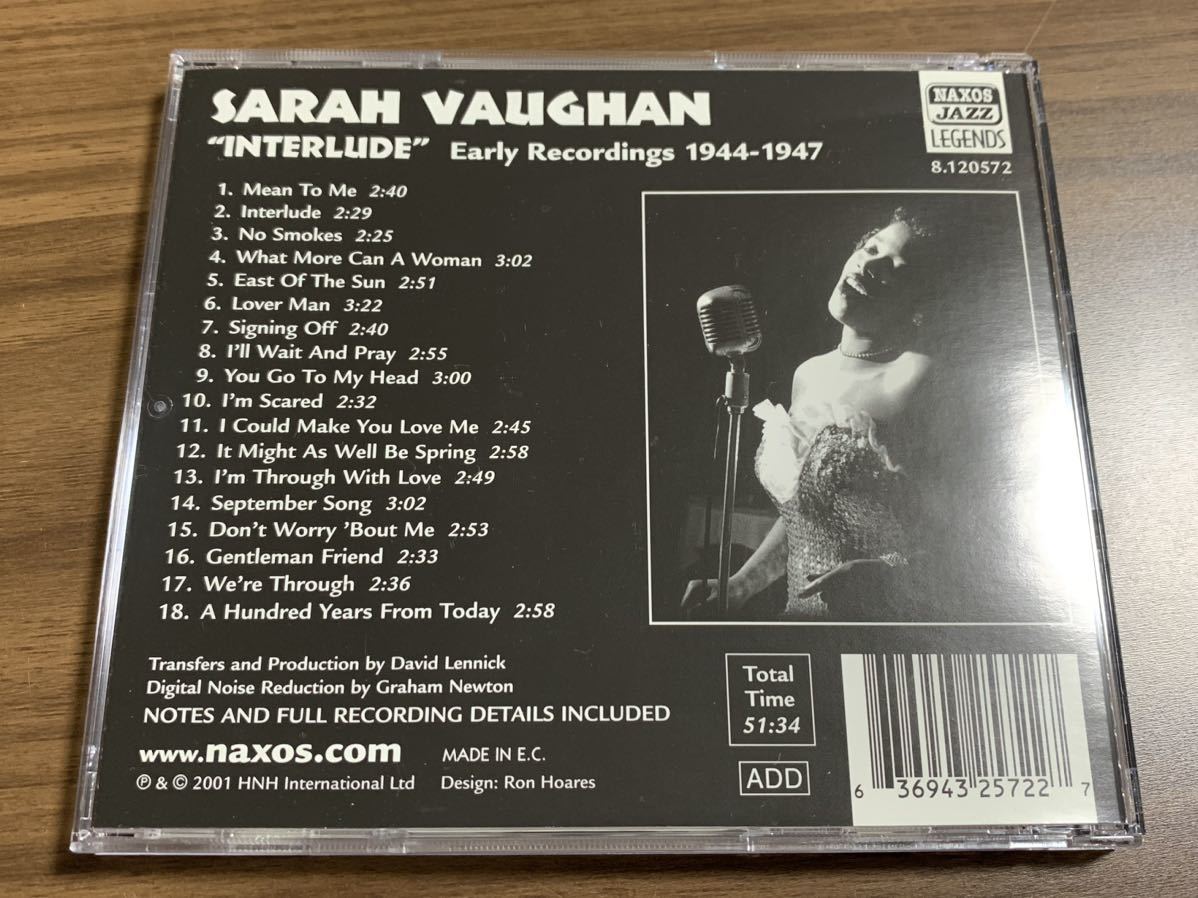 SARAH VAUGHAN
"INTERLUDE" Early Recordings 1944-1947
NAXOS
JAZZ
LEGENDS
8.120572
1. Mean To Me 2:40
2. Interlude 2:29
3. No Smokes 2:25
4. What More Can A Woman 3:02
5. East Of The Sun 2:51
6. Lover Man 3:22
7. Signing Off 2:40
8. I'll Wait And Pray 2:55
9. You Go To My Head 3:00
10. I'm Scared 2:32
11. I Could Make You Love Me 2:45
12. It Might As Well Be Spring 2:58
13. I'm Through With Love 2:49
14. September Song 3:02
15. Don't Worry 'Bout Me 2:53
16. Gentleman Friend 2:33
17. We're Through 2:36
18. A Hundred Years From Today 2:58
Transfers and Production by David Lennick
Digital Noise Reduction by Graham Newton
NOTES AND FULL RECORDING DETAILS INCLUDED
www.naxos.com MADE IN E.C.
℗ & © 2001 HNH International Ltd Design: Ron Hoares
Total
Time
51:34
ADD
6 36943 25722 7